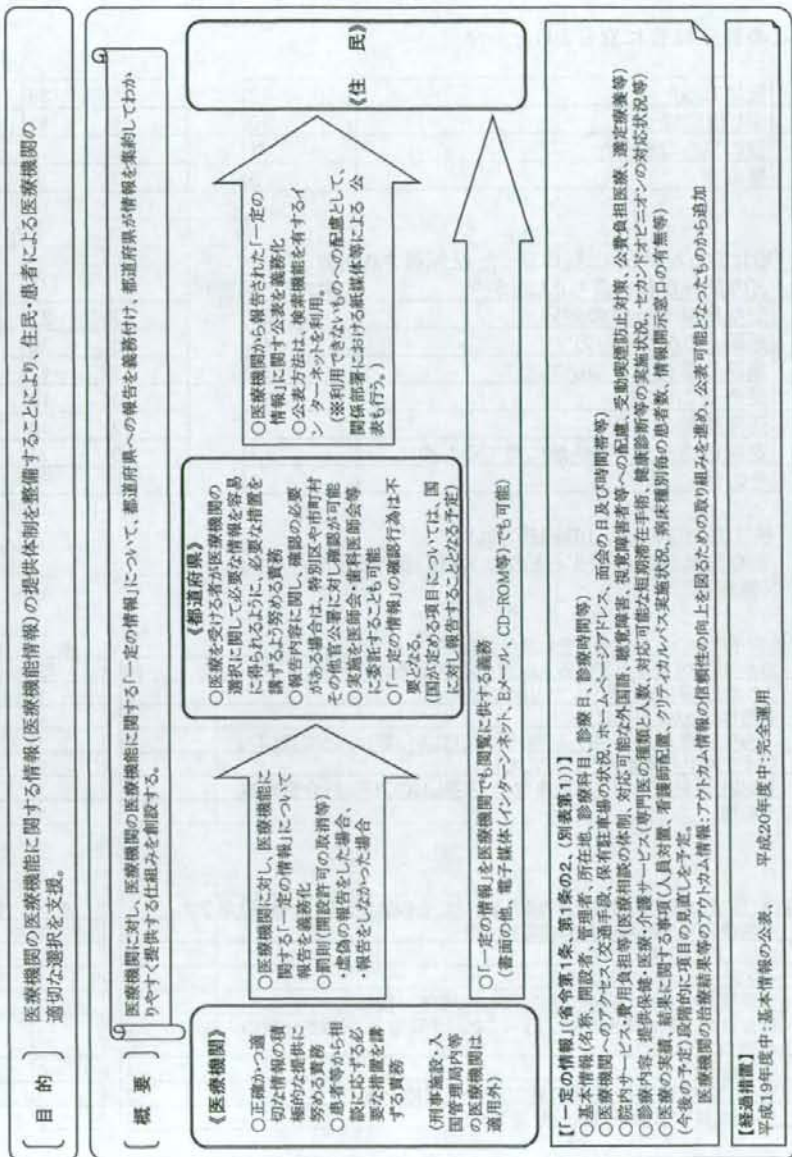 〔 目 的 〕
医療機関の医療機能に関する情報(医療機能情報)の提供体制を整備することにより、住民・患者による医療機関の
適切な選択を支援。
〔 概 要 〕
医療機関に対し、医療機関の医療機能に関する「一定の情報」について、都道府県への報告を義務付け、都道府県が情報を集約してわか
りやすく提供する仕組みを創設する。
《医療機関》
○正確かつ適
切な情報の積
極的な提供に
努める責務
○患者等から相
談に応ずる必
要な措置を講
ずる責務
(刑事施設・入
国管理局内等
の医療機関は
適用外)
○医療機関に対し、医療機能に
関する「一定の情報」について
報告を義務化
○罰則(開設許可の取消等)
・虚偽の報告をした場合、
・報告をしなかった場合
《都道府県》
○医療を受ける者が医療機関の
選択に関して必要な情報を容易
に得られるように、必要な措置を
講ずるよう努める責務
○報告内容に関し、確認の必要
がある場合は、特別区や市町村
その他官公署に対し確認が可能
○実施を医師会・歯科医師会等
に委託することも可能
○「一定の情報」の確認行為は不
要となる。
(国が定める項目については、国
に対し報告することとなる予定)
○医療機関から報告された「一定の
情報」に関す公表を義務化
○公表方法は、検索機能を有するイ
ン ターネットを利用。
(※利用できないものへの配慮として、
関係部署における紙媒体等による 公
表も行う。)
《住 民》
○「一定の情報」を医療機関でも閲覧に供する義務
(書面の他、電子媒体(インターネット、Eメール、CD-ROM等)でも可能)
【「一定の情報」(省令第1条、第1条の2、(別表第1))】
○基本情報(名称、開設者、管理者、所在地、診療科目、診療日、診療時間等)
○医療機関へのアクセス(交通手段、保有駐車場の状況、ホームページアドレス、面会の日及び時間帯等)
○院内サービス・費用負担等(医療相談の体制、対応可能な外国語、聴覚障害、視覚障害者等への配慮、受動喫煙防止対策、公費負担医療、選定療養等)
○診療内容、提供保健・医療・介護サービス(専門医の種類と人数、対応可能な短期滞在手術、健康診断等の実施状況、セカンドオピニオンの対応状況等)
○医療の実績、結果に関する事項(人員対置、看護師配置、クリティカルパス実施状況、病床種別毎の患者数、情報開示窓口の有無等)
(今後の予定)段階的に項目の見直しを予定。
医療機関の治療結果等のアウトカム情報:アウトカム情報の信頼性の向上を図るための取り組みを進め、公表可能となったものから追加
【経過措置】
平成19年度中:基本情報の公表、 平成20年度中:完全運用